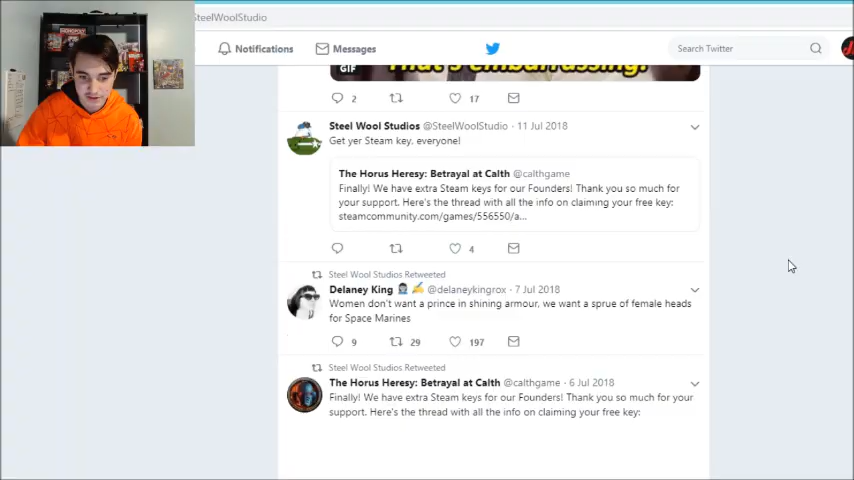 SteelWoolStudio
Notifications
Messages
Search Twitter
That's embarrassing!
GIF
2
17
Steel Wool Studios @SteelWoolStudio · 11 Jul 2018
Get yer Steam key, everyone!
The Horus Heresy: Betrayal at Calth @calthgame
Finally! We have extra Steam keys for our Founders! Thank you so much for
your support. Here's the thread with all the info on claiming your free key:
steamcommunity.com/games/556550/a...
4
Steel Wool Studios Retweeted
Delaney King @delaneykingrox · 7 Jul 2018
Women don't want a prince in shining armour, we want a sprue of female heads
for Space Marines
9
29
197
Steel Wool Studios Retweeted
The Horus Heresy: Betrayal at Calth @calthgame · 6 Jul 2018
Finally! We have extra Steam keys for our Founders! Thank you so much for your
support. Here's the thread with all the info on claiming your free key:
MONOPOLY